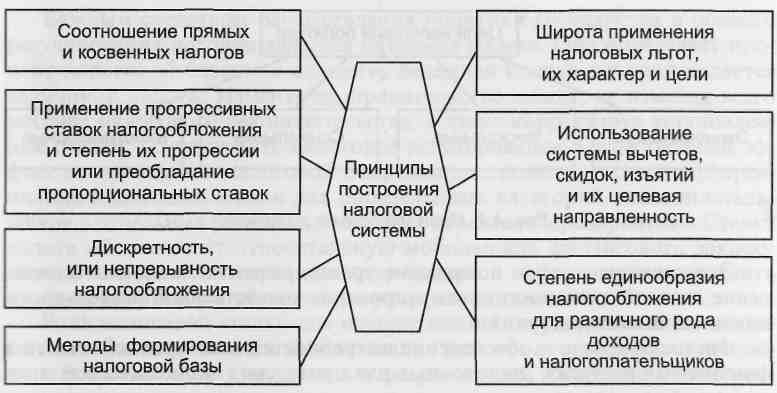 Соотношение прямых
и освенных налогов
Применение прогрессивных
ставок налогообложения
и степень их прогрессии
или преобладание
пропорциональных ставок
Дискретность,
или непрерывность
налогообложения
Методы формирования
налоговой базы
Принципы
построения
налоговой
системы
Широта применения
налоговых льгот,
их характер и цели
Использование
системы вычетов,
скидок, изъятий
и их целевая
направленность
Степень единообразия
налогообложения
для различного рода
доходов
и налогоплательщиков